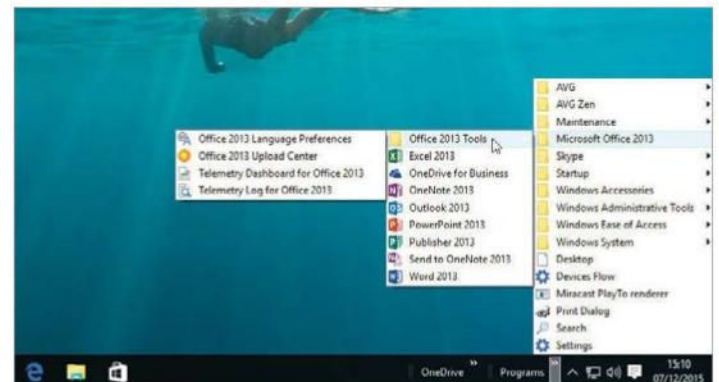 AVG
AVG Zen
Maintenance
Microsoft Office 2013
Skype
Startup
Windows Accessories
Windows Administrative Tools
Windows Ease of Access
Windows System
Desktop
Devices Flow
Miracast PlayTo renderer
Print Dialog
Search
Settings
Office 2013 Tools
Excel 2013
OneDrive for Business
OneNote 2013
Outlook 2013
PowerPoint 2013
Publisher 2013
Send to OneNote 2013
Word 2013
Office 2013 Language Preferences
Office 2013 Upload Center
Telemetry Dashboard for Office 2013
Telemetry Log for Office 2013
OneDrive
Programs
15:10
07/12/2015